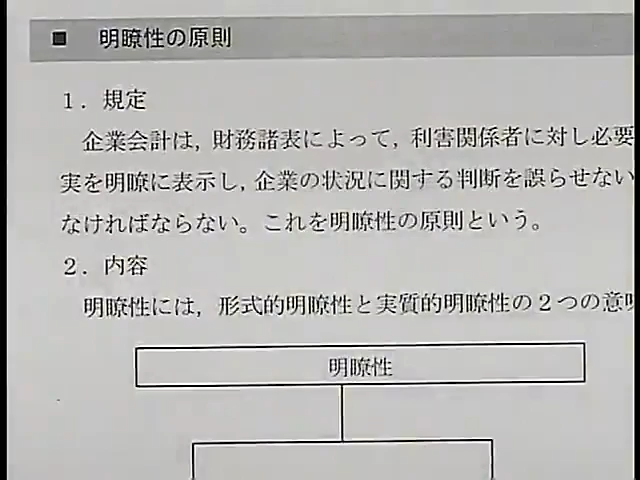 ■ 明瞭性の原則
1．規定
企業会計は，財務諸表によって，利害関係者に対し必要
実を明瞭に表示し，企業の状況に関する判断を誤らせない
なければならない。これを明瞭性の原則という。
2．内容
明瞭性には，形式的明瞭性と実質的明瞭性の2つの意
明瞭性